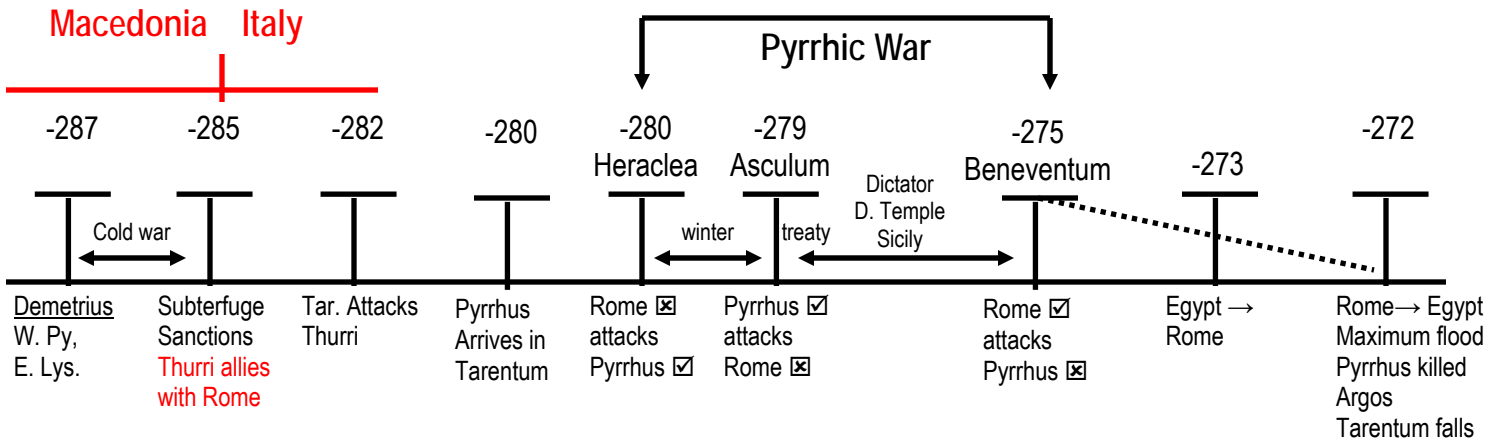 Macedonia Italy
Pyrrhic War
-287
-285
-282
-280
-280
Heraclea
-279
Asculum
-275
Beneventum
-273
-272
Cold war
winter
treaty
Dictator
D. Temple
Sicily
Demetrius
W. Py,
E. Lys.
Subterfuge
Sanctions
Thurri allies
with Rome
Tar. Attacks
Thurri
Pyrrhus
Arrives in
Tarentum
Rome ☒
attacks
Pyrrhus ☑
Pyrrhus ☑
attacks
Rome ☒
Rome ☑
attacks
Pyrrhus ☒
Egypt →
Rome
Rome→ Egypt
Maximum flood
Pyrrhus killed
Argos
Tarentum falls